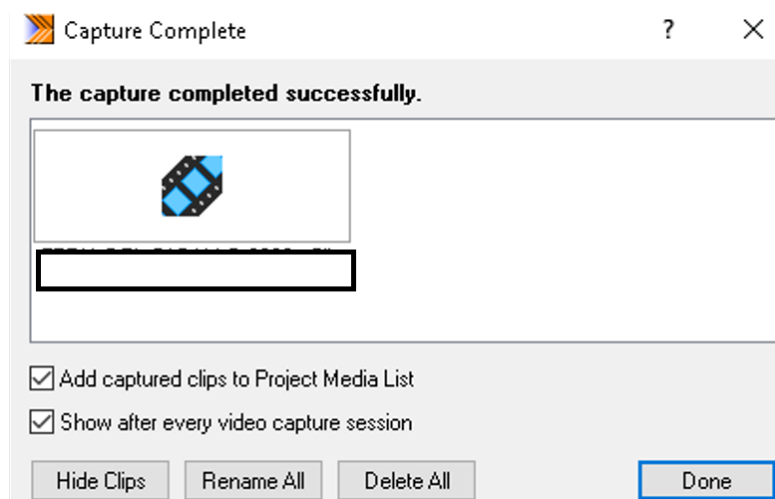 Capture Complete
?
The capture completed successfully.
Add captured clips to Project Media List
Show after every video capture session
Hide Clips Rename All Delete All Done